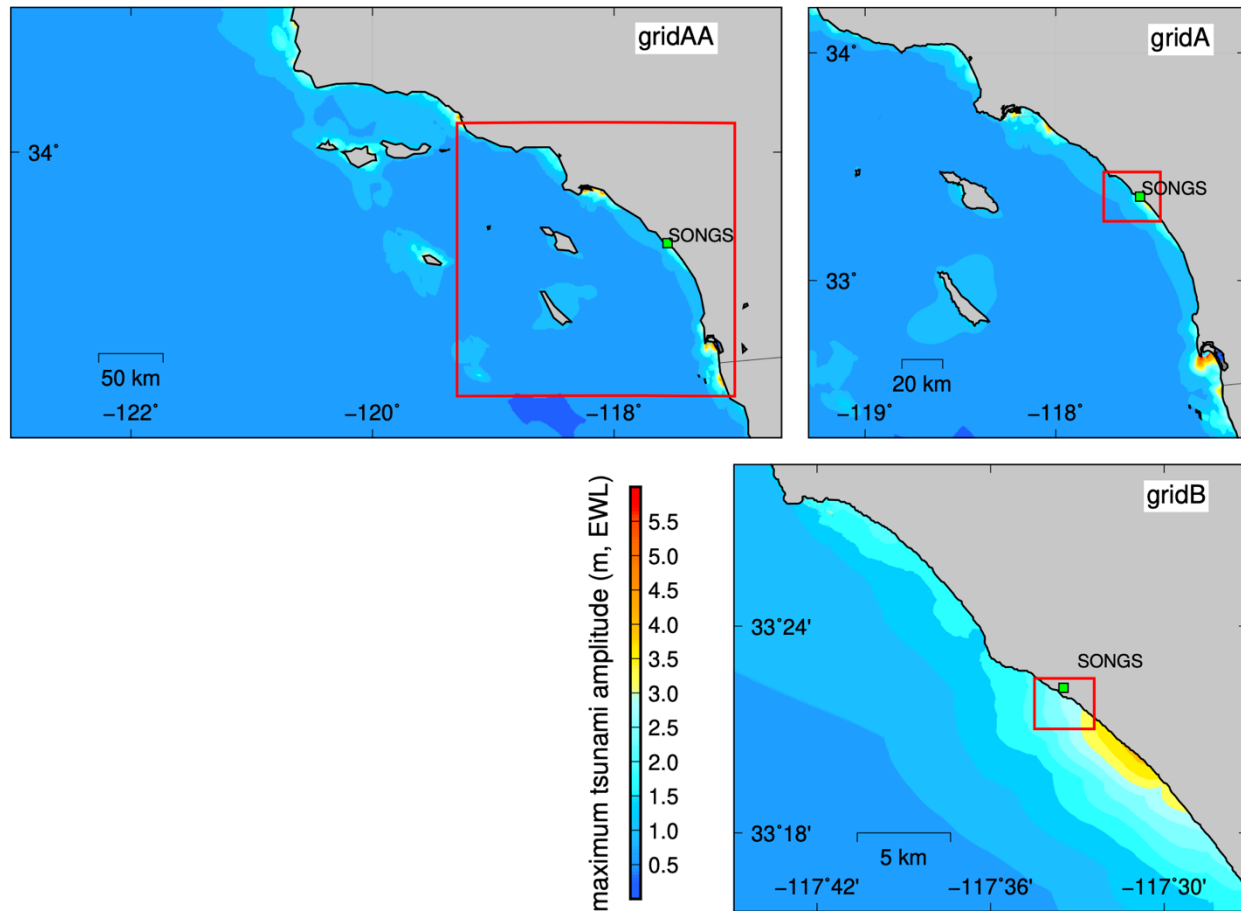 gridAA
34˚
SONGS
50 km
−122˚
−120˚
−118˚
gridA
34˚
SONGS
33˚
20 km
−119˚
−118˚
maximum tsunami amplitude (m, EWL)
5.5
5.0
4.5
4.0
3.5
3.0
2.5
2.0
1.5
1.0
0.5
gridB
33˚24'
SONGS
33˚18'
5 km
−117˚42'
−117˚36'
−117˚30'